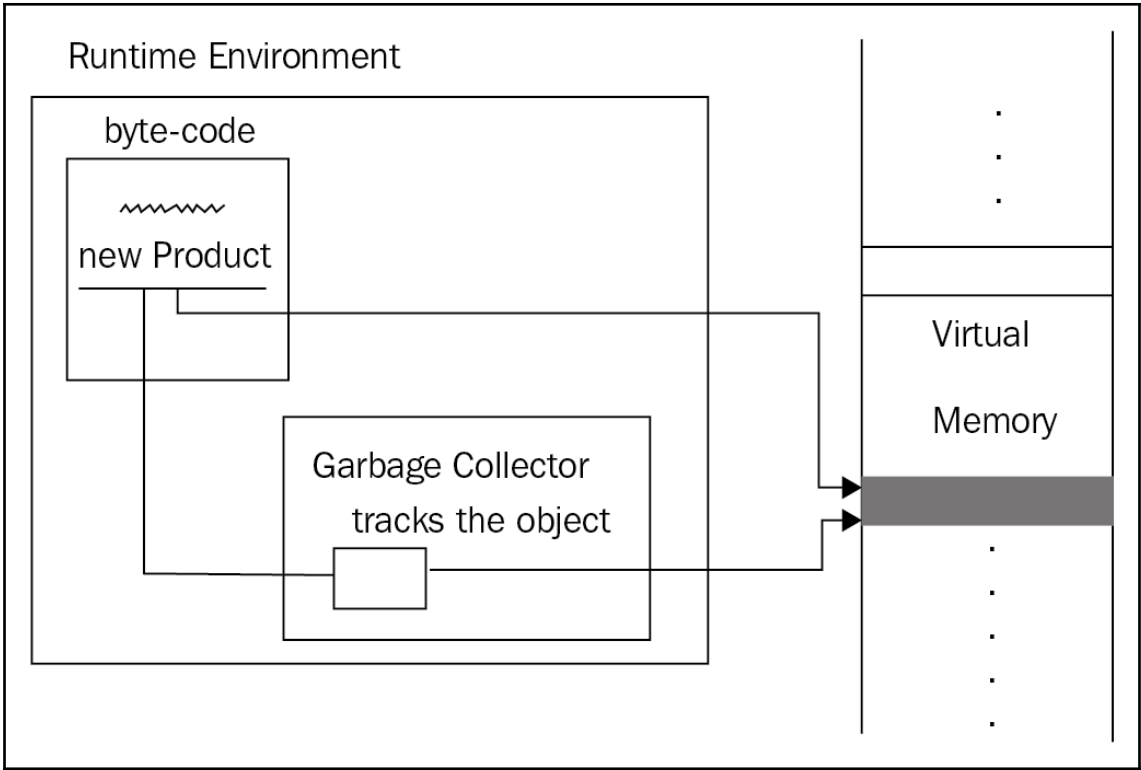 Runtime Environment
byte-code
new Product
Garbage Collector
tracks the object
Virtual
Memory